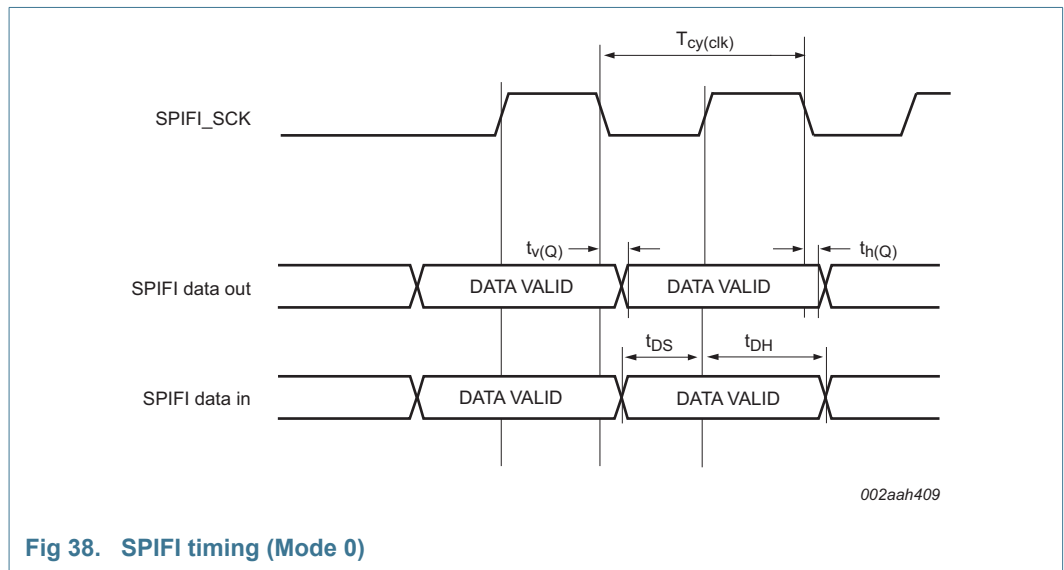 Tcy(clk)
SPIFI_SCK
tv(Q)
th(Q)
SPIFI data out
DATA VALID
DATA VALID
tDS
tDH
SPIFI data in
DATA VALID
DATA VALID
002aah409
Fig 38. SPIFI timing (Mode 0)